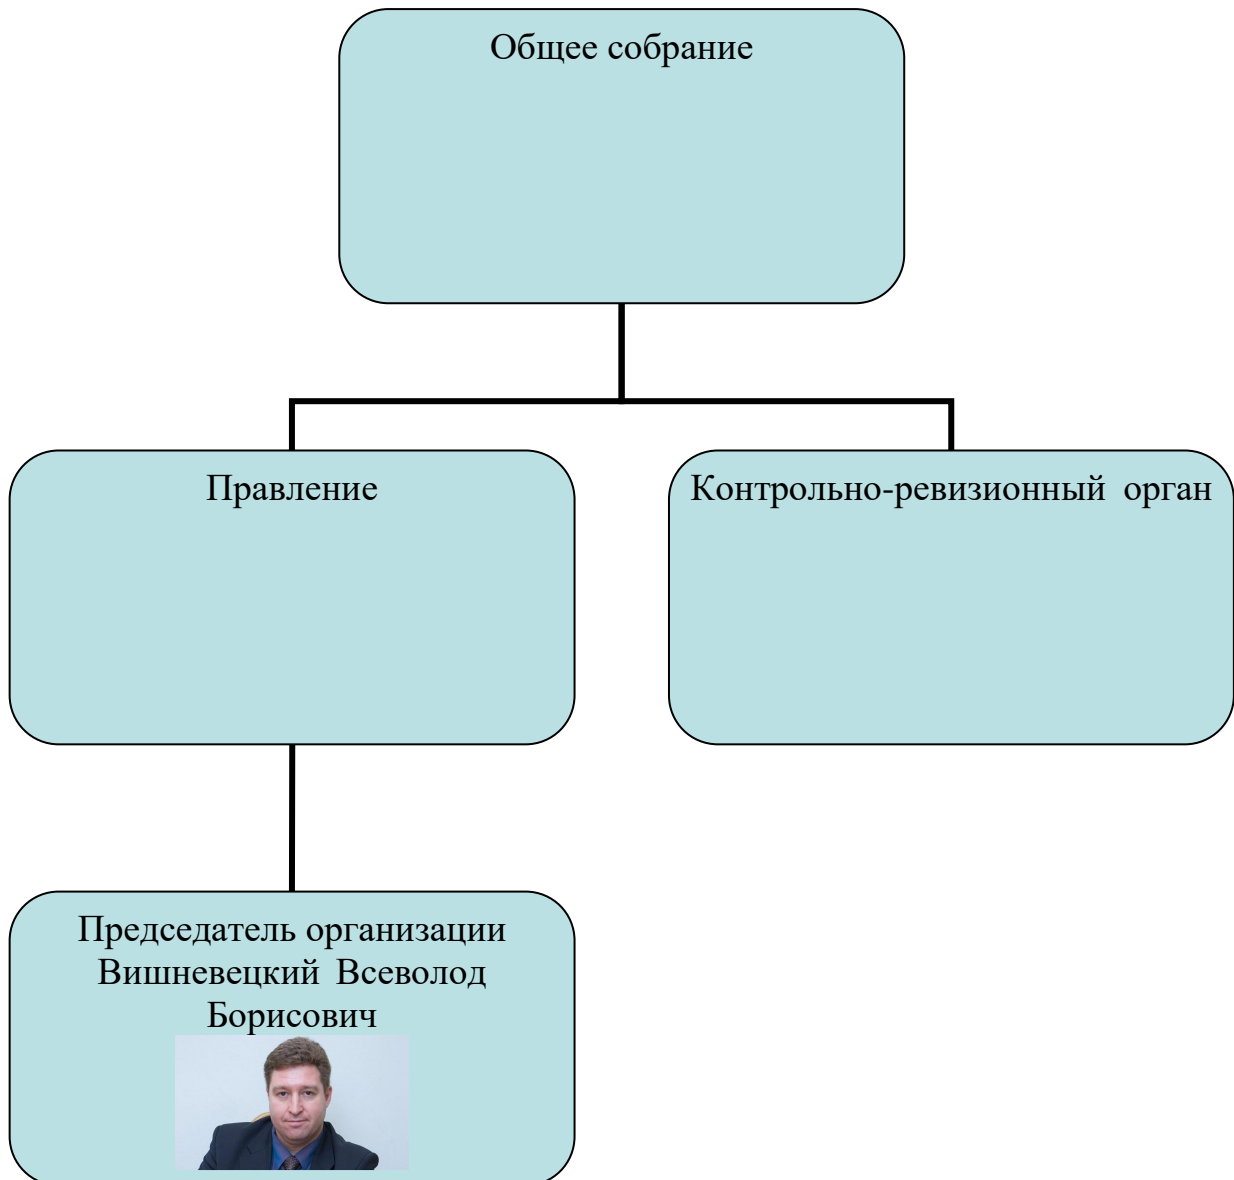 Общее собрание
Правление
Контрольно-ревизионный орган
Председатель организации
Вишневецкий Всеволод
Борисович